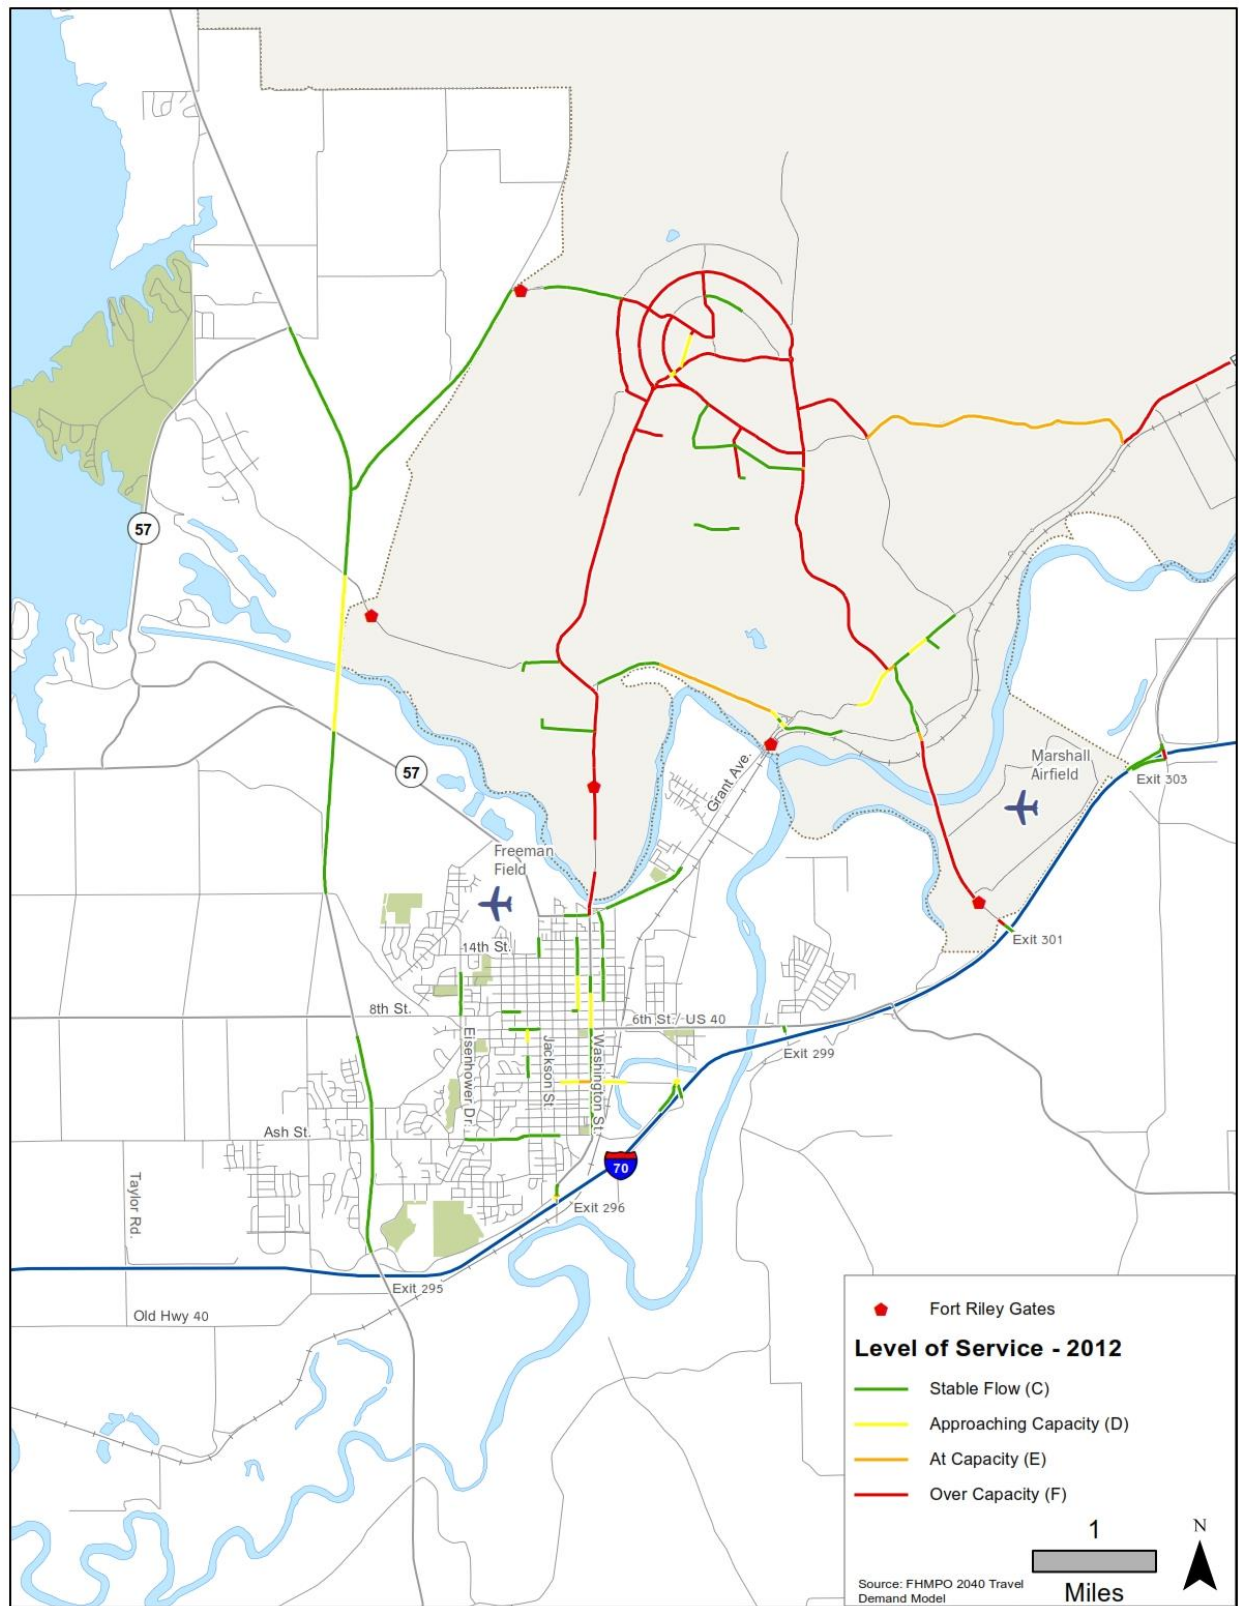 57
57
Grant Ave.
Marshall
Airfield
Exit 303
Freeman
Field
14th St.
Exit 301
8th St.
6th St./ US 40
Eisenhower Dr.
Jackson St
Washington St.
Exit 299
Ash St.
70
Taylor Rd.
Exit 296
Exit 295
Old Hwy 40
Fort Riley Gates
Level of Service - 2012
Stable Flow (C)
Approaching Capacity (D)
At Capacity (E)
Over Capacity (F)
1
N
Miles
Source: FHMPO 2040 Travel
Demand Model